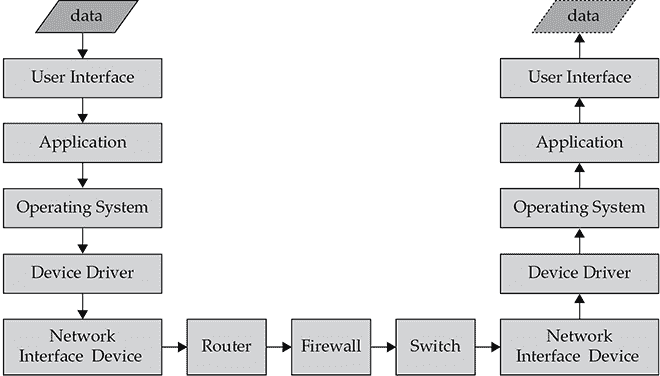 data
User Interface
Application
Operating System
Device Driver
Network
Interface Device
Router
Firewall
Switch
Network
Interface Device
Device Driver
Operating System
Application
User Interface
data